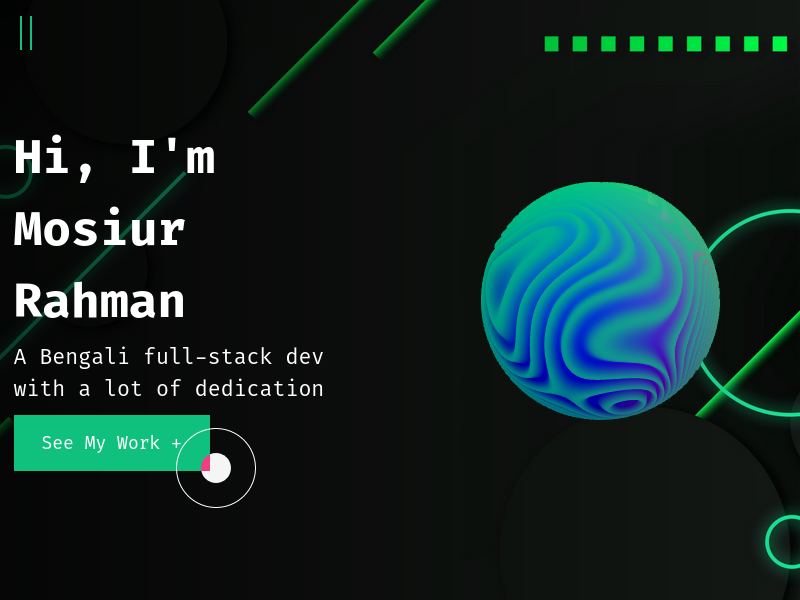 Hi, I'm
Mosiur
Rahman
A Bengali full-stack dev
with a lot of dedication
See My Work +